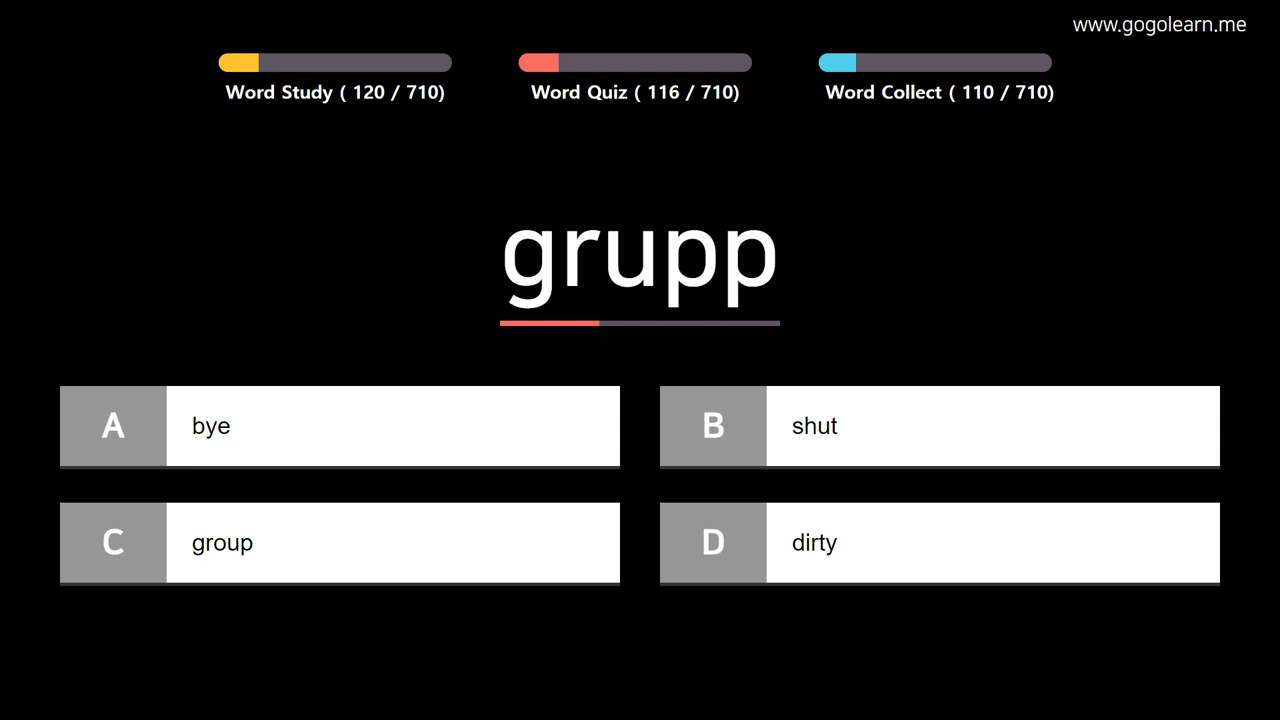 www.gogolearn.me
Word Study ( 120 / 710)
Word Quiz ( 116 / 710)
Word Collect ( 110 / 710)
grupp
A bye
B shut
C group
D dirty